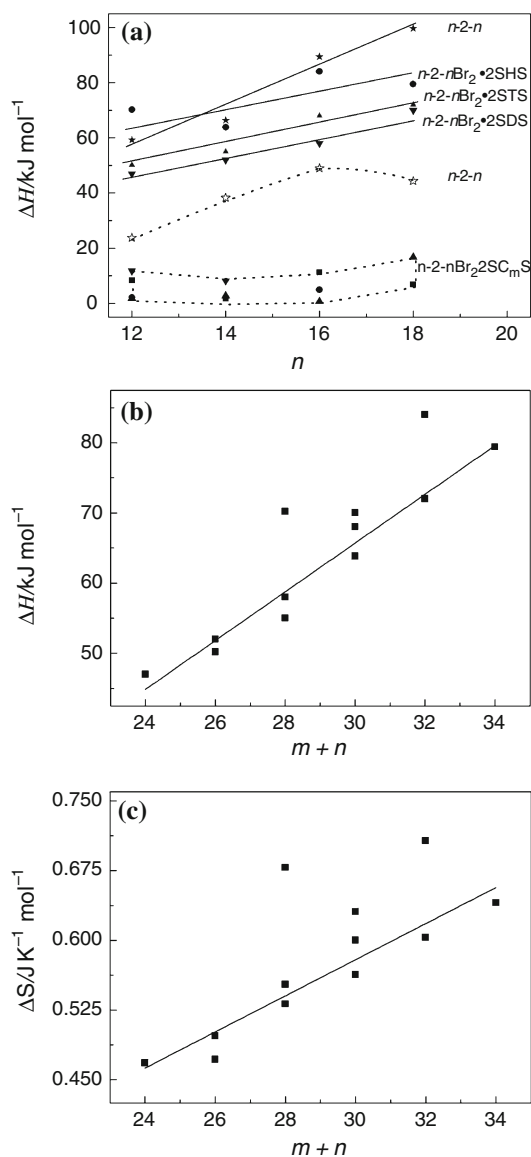 (a)
100
80
60
40
20
0
ΔH/kJ mol⁻¹
n-2-n
n-2-nBr₂•2SHS
n-2-nBr₂•2STS
n-2-nBr₂•2SDS
n-2-n
n-2-nBr₂2SCₘS
12 14 16 18 20
n
(b)
80
70
60
50
ΔH/kJ mol⁻¹
24 26 28 30 32 34
m + n
(c)
0.750
0.675
0.600
0.525
0.450
ΔS/J K⁻¹ mol⁻¹
24 26 28 30 32 34
m + n